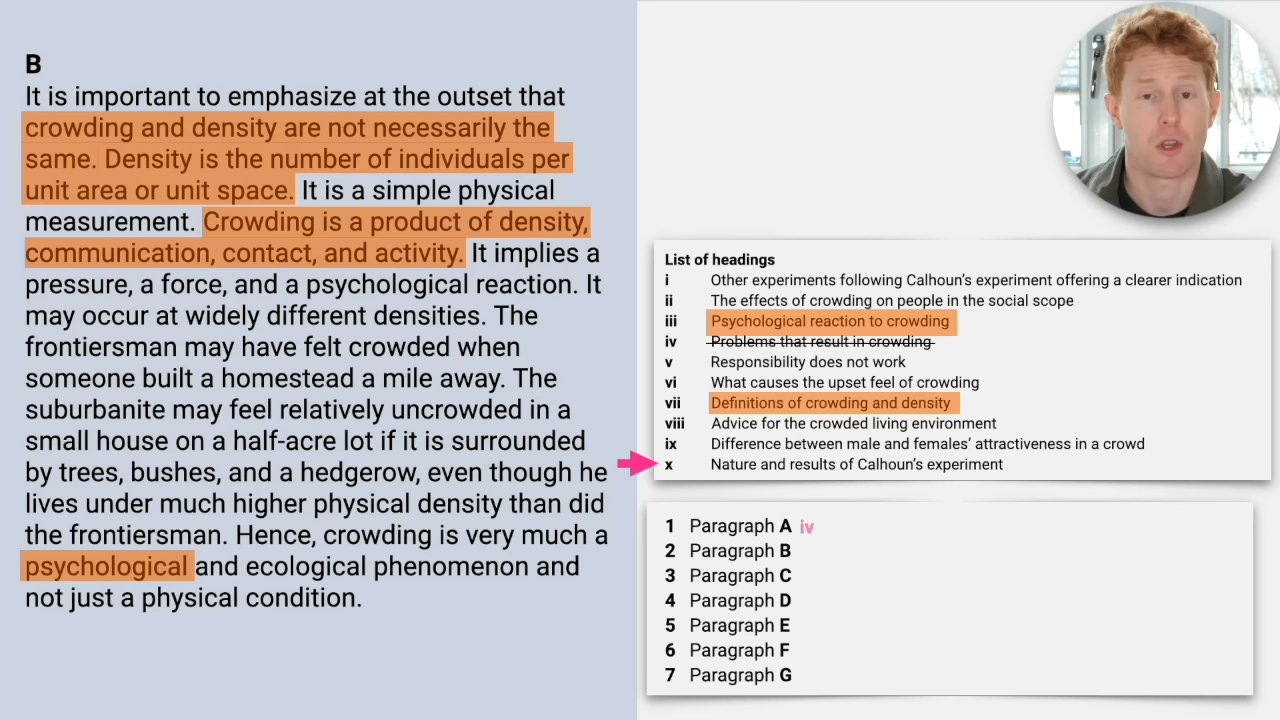 B
It is important to emphasize at the outset that
crowding and density are not necessarily the
same. Density is the number of individuals per
unit area or unit space. It is a simple physical
measurement. Crowding is a product of density,
communication, contact, and activity. It implies a
pressure, a force, and a psychological reaction. It
may occur at widely different densities. The
frontiersman may have felt crowded when
someone built a homestead a mile away. The
suburbanite may feel relatively uncrowded in a
small house on a half-acre lot if it is surrounded
by trees, bushes, and a hedgerow, even though he
lives under much higher physical density than did
the frontiersman. Hence, crowding is very much a
psychological and ecological phenomenon and
not just a physical condition.
List of headings
i Other experiments following Calhoun's experiment offering a clearer indication
ii The effects of crowding on people in the social scope
iii Psychological reaction to crowding
iv Problems that result in crowding
v Responsibility does not work
vi What causes the upset feel of crowding
vii Definitions of crowding and density
viii Advice for the crowded living environment
ix Difference between male and females' attractiveness in a crowd
x Nature and results of Calhoun's experiment
1 Paragraph A iv
2 Paragraph B
3 Paragraph C
4 Paragraph D
5 Paragraph E
6 Paragraph F
7 Paragraph G